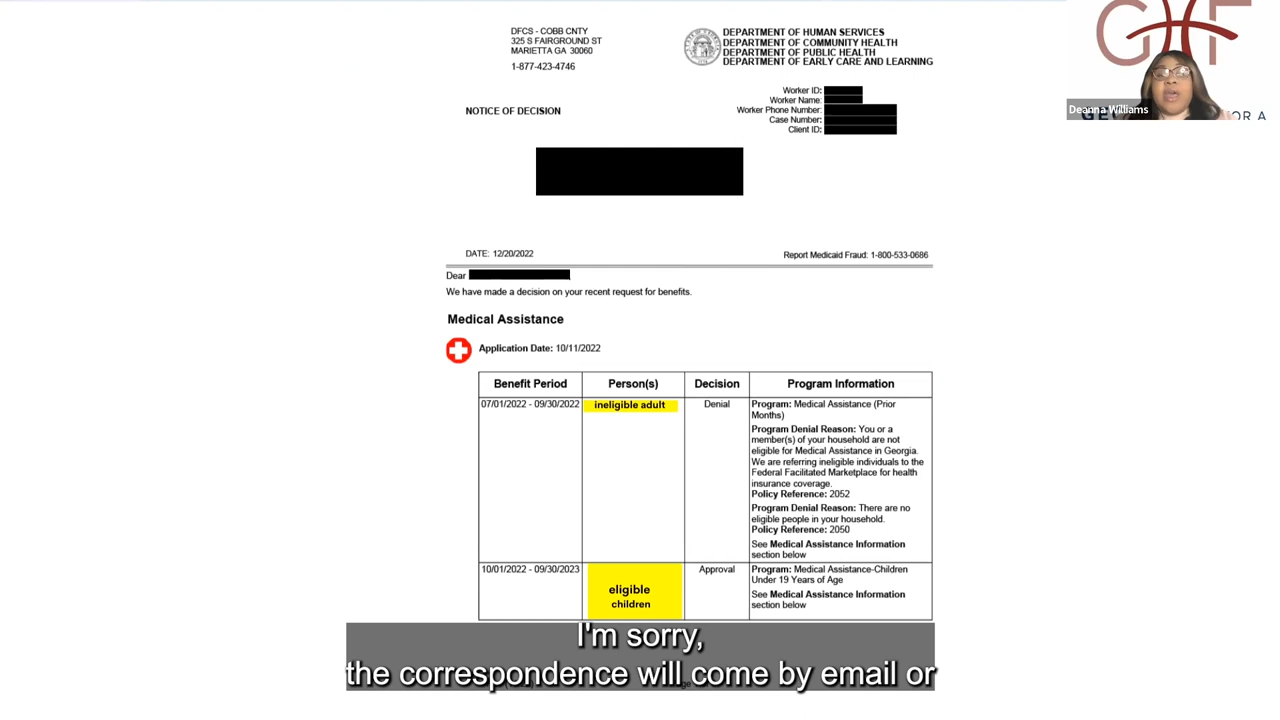 DFCS - COBB CNTY
325 S FAIRGROUND ST
MARIETTA GA 30060
1-877-423-4746
DEPARTMENT OF HUMAN SERVICES
DEPARTMENT OF COMMUNITY HEALTH
DEPARTMENT OF PUBLIC HEALTH
DEPARTMENT OF EARLY CARE AND LEARNING
G H F
Deanna Williams
OR A
Worker ID:
Worker Name:
Worker Phone Number:
Case Number:
Client ID:
NOTICE OF DECISION
DATE: 12/20/2022
Report Medicaid Fraud: 1-800-533-0686
Dear
We have made a decision on your recent request for benefits.
Medical Assistance
Application Date: 10/11/2022
Benefit Period Person(s) Decision Program Information
07/01/2022 - 09/30/2022 ineligible adult Denial Program: Medical Assistance (Prior
Months)
Program Denial Reason: You or a
member(s) of your household are not
eligible for Medical Assistance in Georgia.
We are referring ineligible individuals to the
Federal Facilitated Marketplace for health
insurance coverage.
Policy Reference: 2052
Program Denial Reason: There are no
eligible people in your household.
Policy Reference: 2050
See Medical Assistance Information
section below
10/01/2022 - 09/30/2023 eligible
children Approval Program: Medical Assistance-Children
Under 19 Years of Age
See Medical Assistance Information
section below
I'm sorry,
the correspondence will come by email or